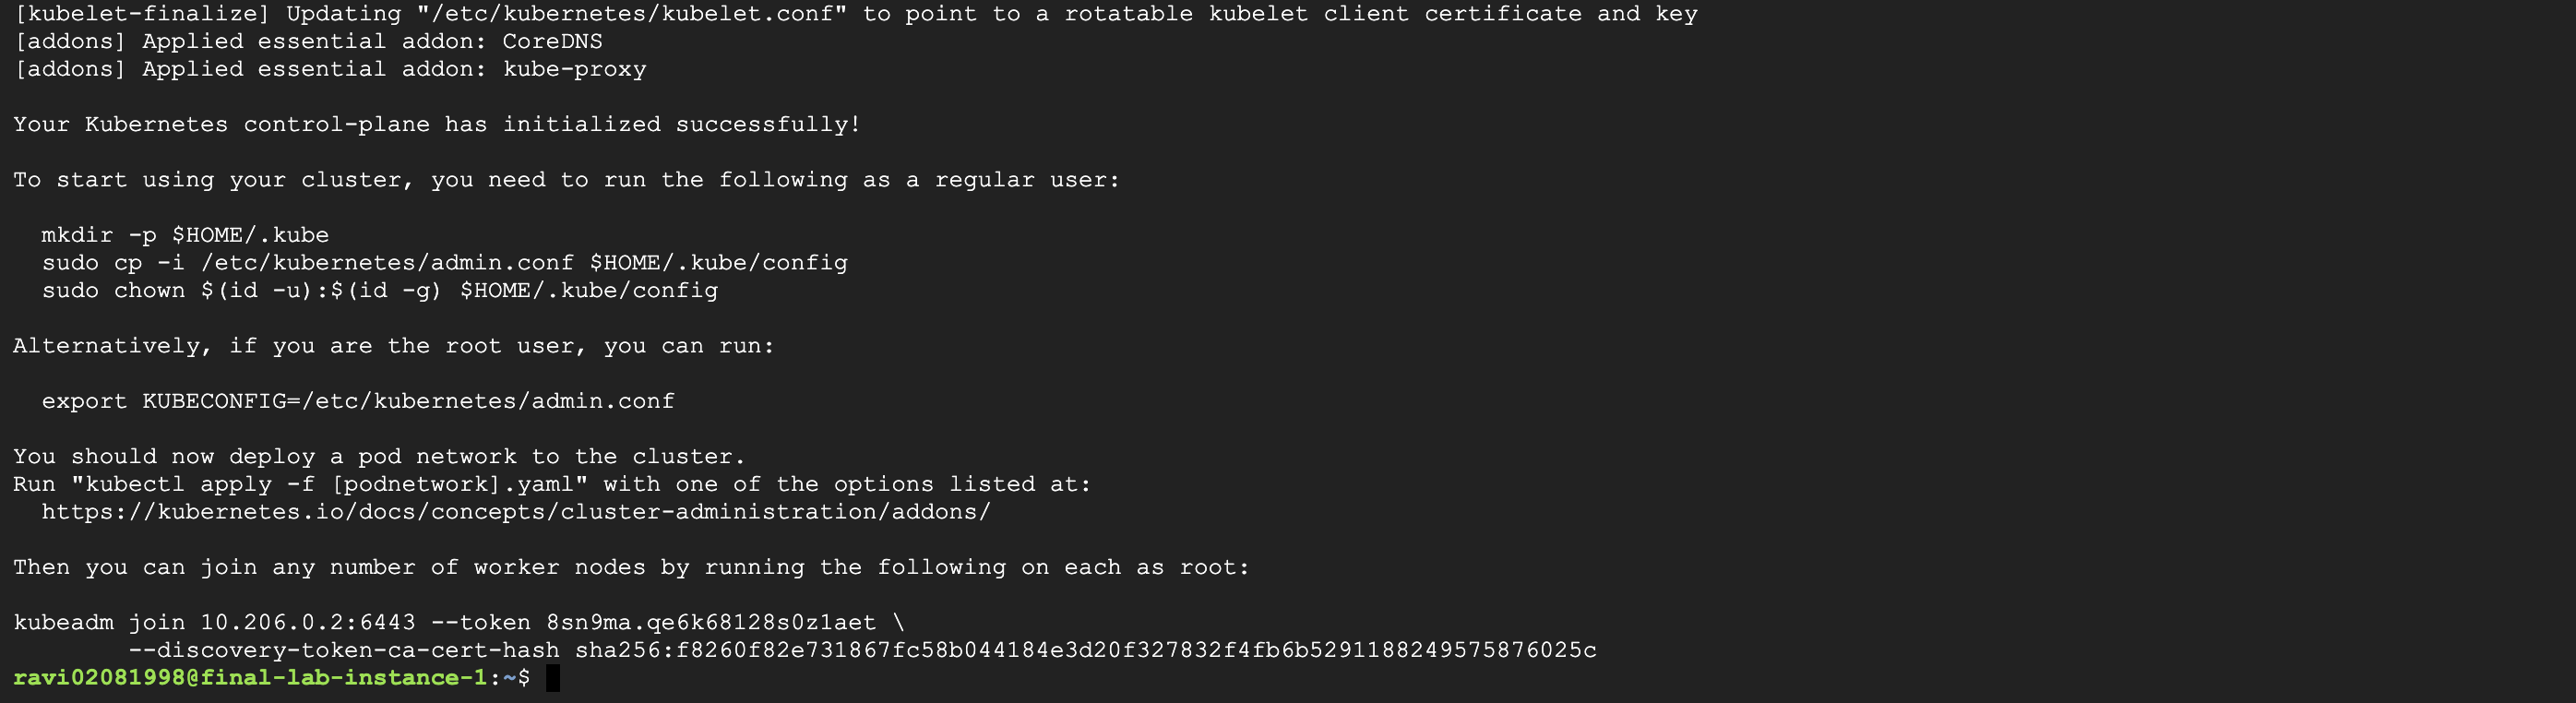 [kubelet-finalize] Updating "/etc/kubernetes/kubelet.conf" to point to a rotatable kubelet client certificate and key
[addons] Applied essential addon: CoreDNS
[addons] Applied essential addon: kube-proxy
Your Kubernetes control-plane has initialized successfully!
To start using your cluster, you need to run the following as a regular user:
mkdir -p $HOME/.kube
sudo cp -i /etc/kubernetes/admin.conf $HOME/.kube/config
sudo chown $(id -u):$(id -g) $HOME/.kube/config
Alternatively, if you are the root user, you can run:
export KUBECONFIG=/etc/kubernetes/admin.conf
You should now deploy a pod network to the cluster.
Run "kubectl apply -f [podnetwork].yaml" with one of the options listed at:
https://kubernetes.io/docs/concepts/cluster-administration/addons/
Then you can join any number of worker nodes by running the following on each as root:
kubeadm join 10.206.0.2:6443 --token 8sn9ma.qe6k68128s0z1aet \
--discovery-token-ca-cert-hash sha256:f8260f82e731867fc58b044184e3d20f327832f4fb6b5291188249575876025c
ravi02081998@final-lab-instance-1:~$